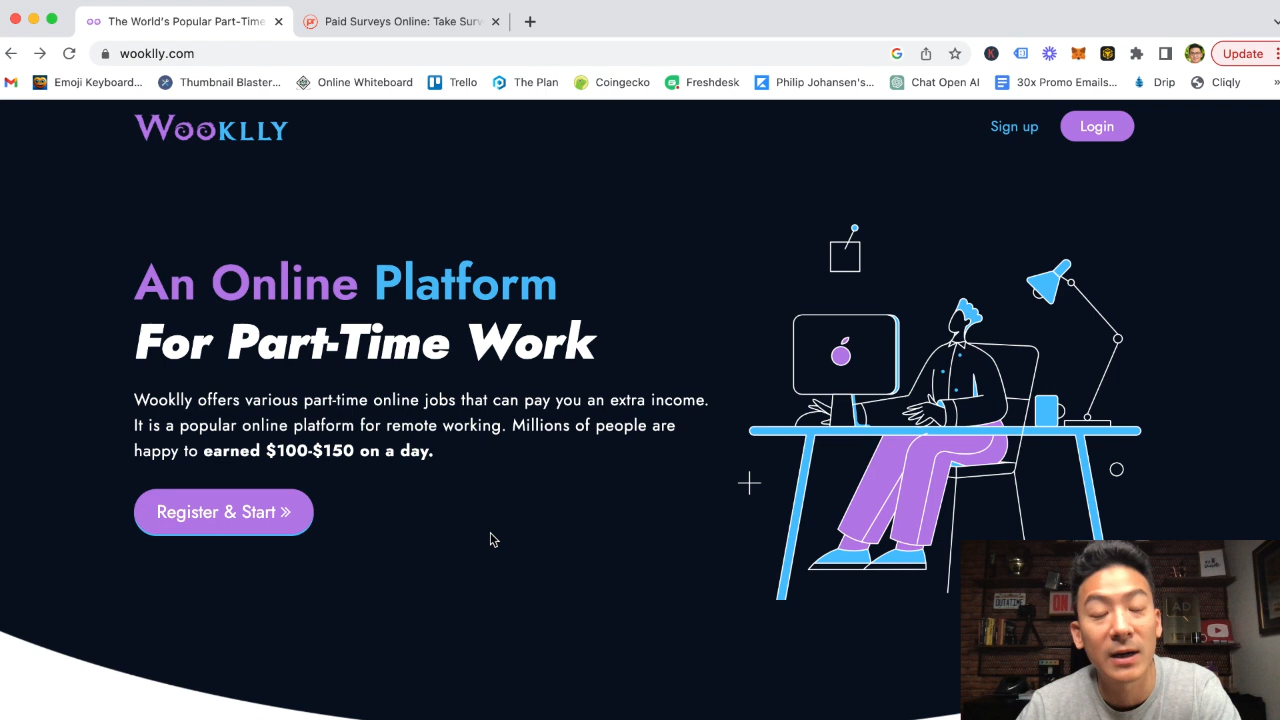 The World's Popular Part-Time
Paid Surveys Online: Take Surv
wooklly.com
Update
Emoji Keyboard...
Thumbnail Blaster...
Online Whiteboard
Trello
The Plan
Coingecko
Freshdesk
Philip Johansen's...
Chat Open AI
30x Promo Emails...
Drip
Cliqly
WOOKLLY
Sign up
Login
An Online Platform
For Part-Time Work
Wooklly offers various part-time online jobs that can pay you an extra income.
It is a popular online platform for remote working. Millions of people are
happy to earned $100-$150 on a day.
Register & Start »
ON
AD